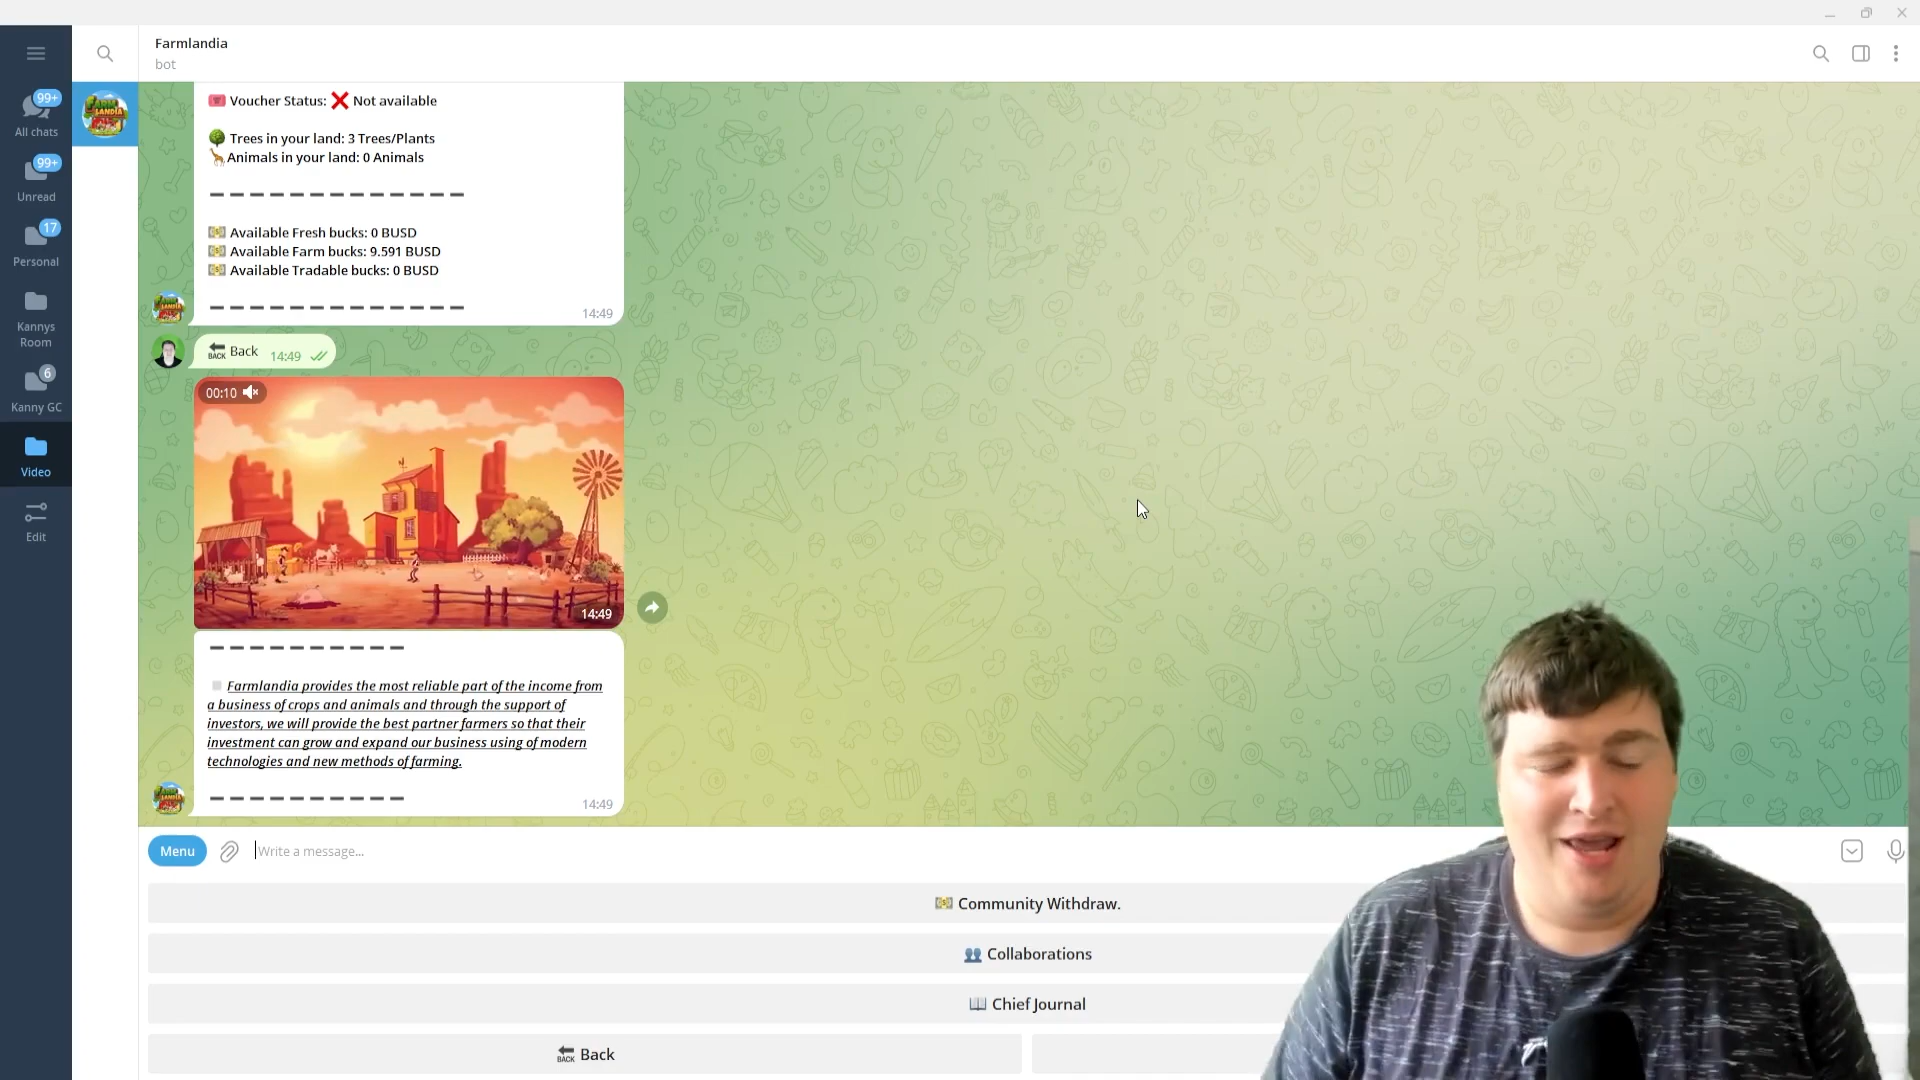 Farmlandia
bot
99+
All chats
99+
Unread
17
Personal
Kannys
Room
6
Kanny GC
Video
Edit
Voucher Status: ❌ Not available
Trees in your land: 3 Trees/Plants
Animals in your land: 0 Animals
Available Fresh bucks: 0 BUSD
Available Farm bucks: 9.591 BUSD
Available Tradable bucks: 0 BUSD
14:49
BACK Back 14:49
00:10
14:49
Farmlandia provides the most reliable part of the income from
a business of crops and animals and through the support of
investors, we will provide the best partner farmers so that their
investment can grow and expand our business using of modern
technologies and new methods of farming.
14:49
Menu
Write a message...
Community Withdraw.
Collaborations
Chief Journal
BACK Back